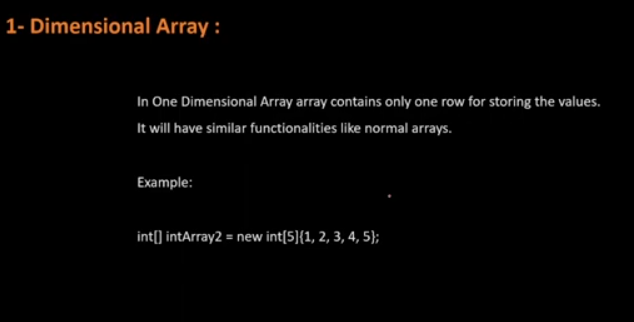 1- Dimensional Array :
In One Dimensional Array array contains only one row for storing the values.
It will have similar functionalities like normal arrays.
Example:
int[] intArray2 = new int[5]{1, 2, 3, 4, 5};